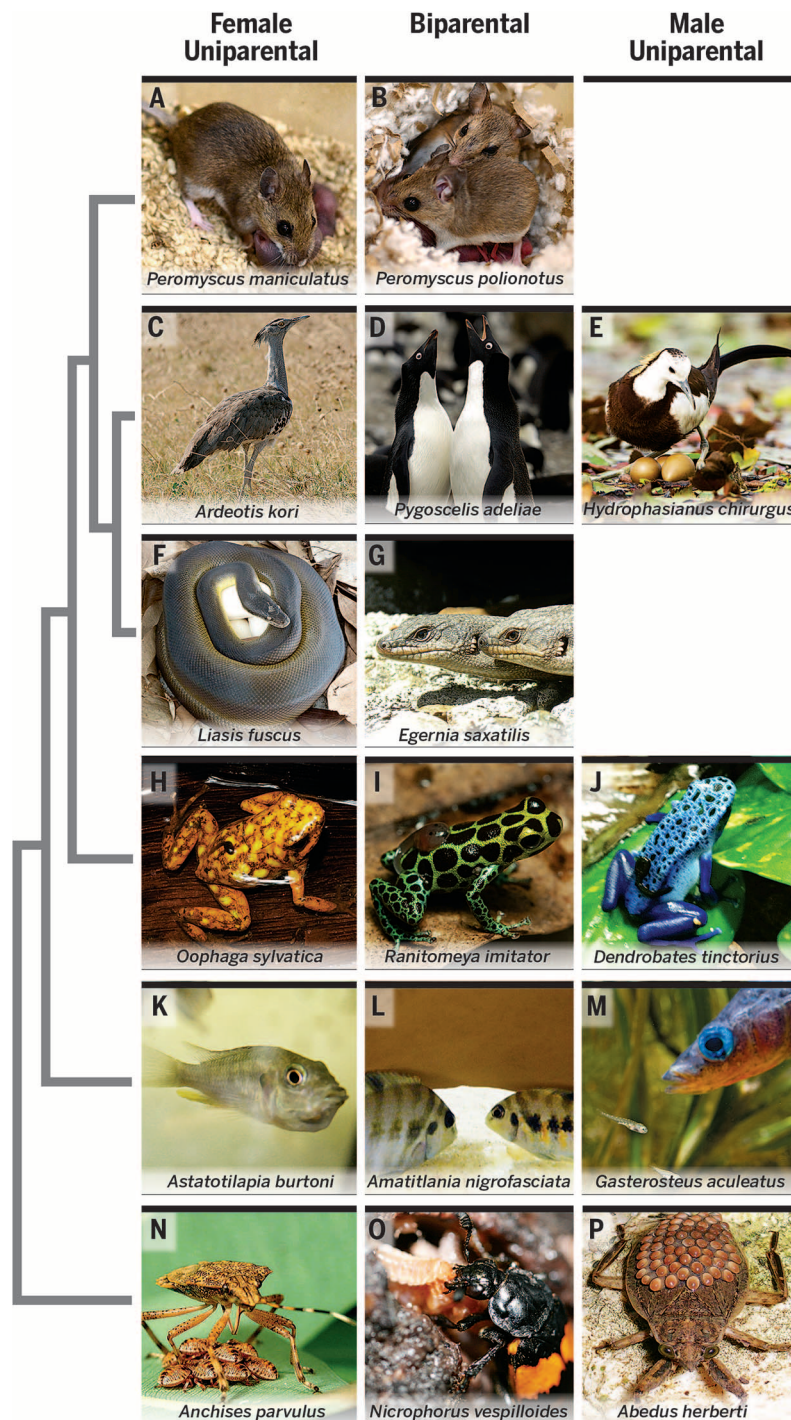 Female
Uniparental
Biparental
Male
Uniparental
A
Peromyscus maniculatus
B
Peromyscus polionotus
C
Ardeotis kori
D
Pygoscelis adeliae
E
Hydrophasianus chirurgus
F
Liasis fuscus
G
Egernia saxatilis
H
Oophaga sylvatica
I
Ranitomeya imitator
J
Dendrobates tinctorius
K
Astatotilapia burtoni
L
Amatitlania nigrofasciata
M
Gasterosteus aculeatus
N
Anchises parvulus
O
Nicrophorus vespilloides
P
Abedus herberti